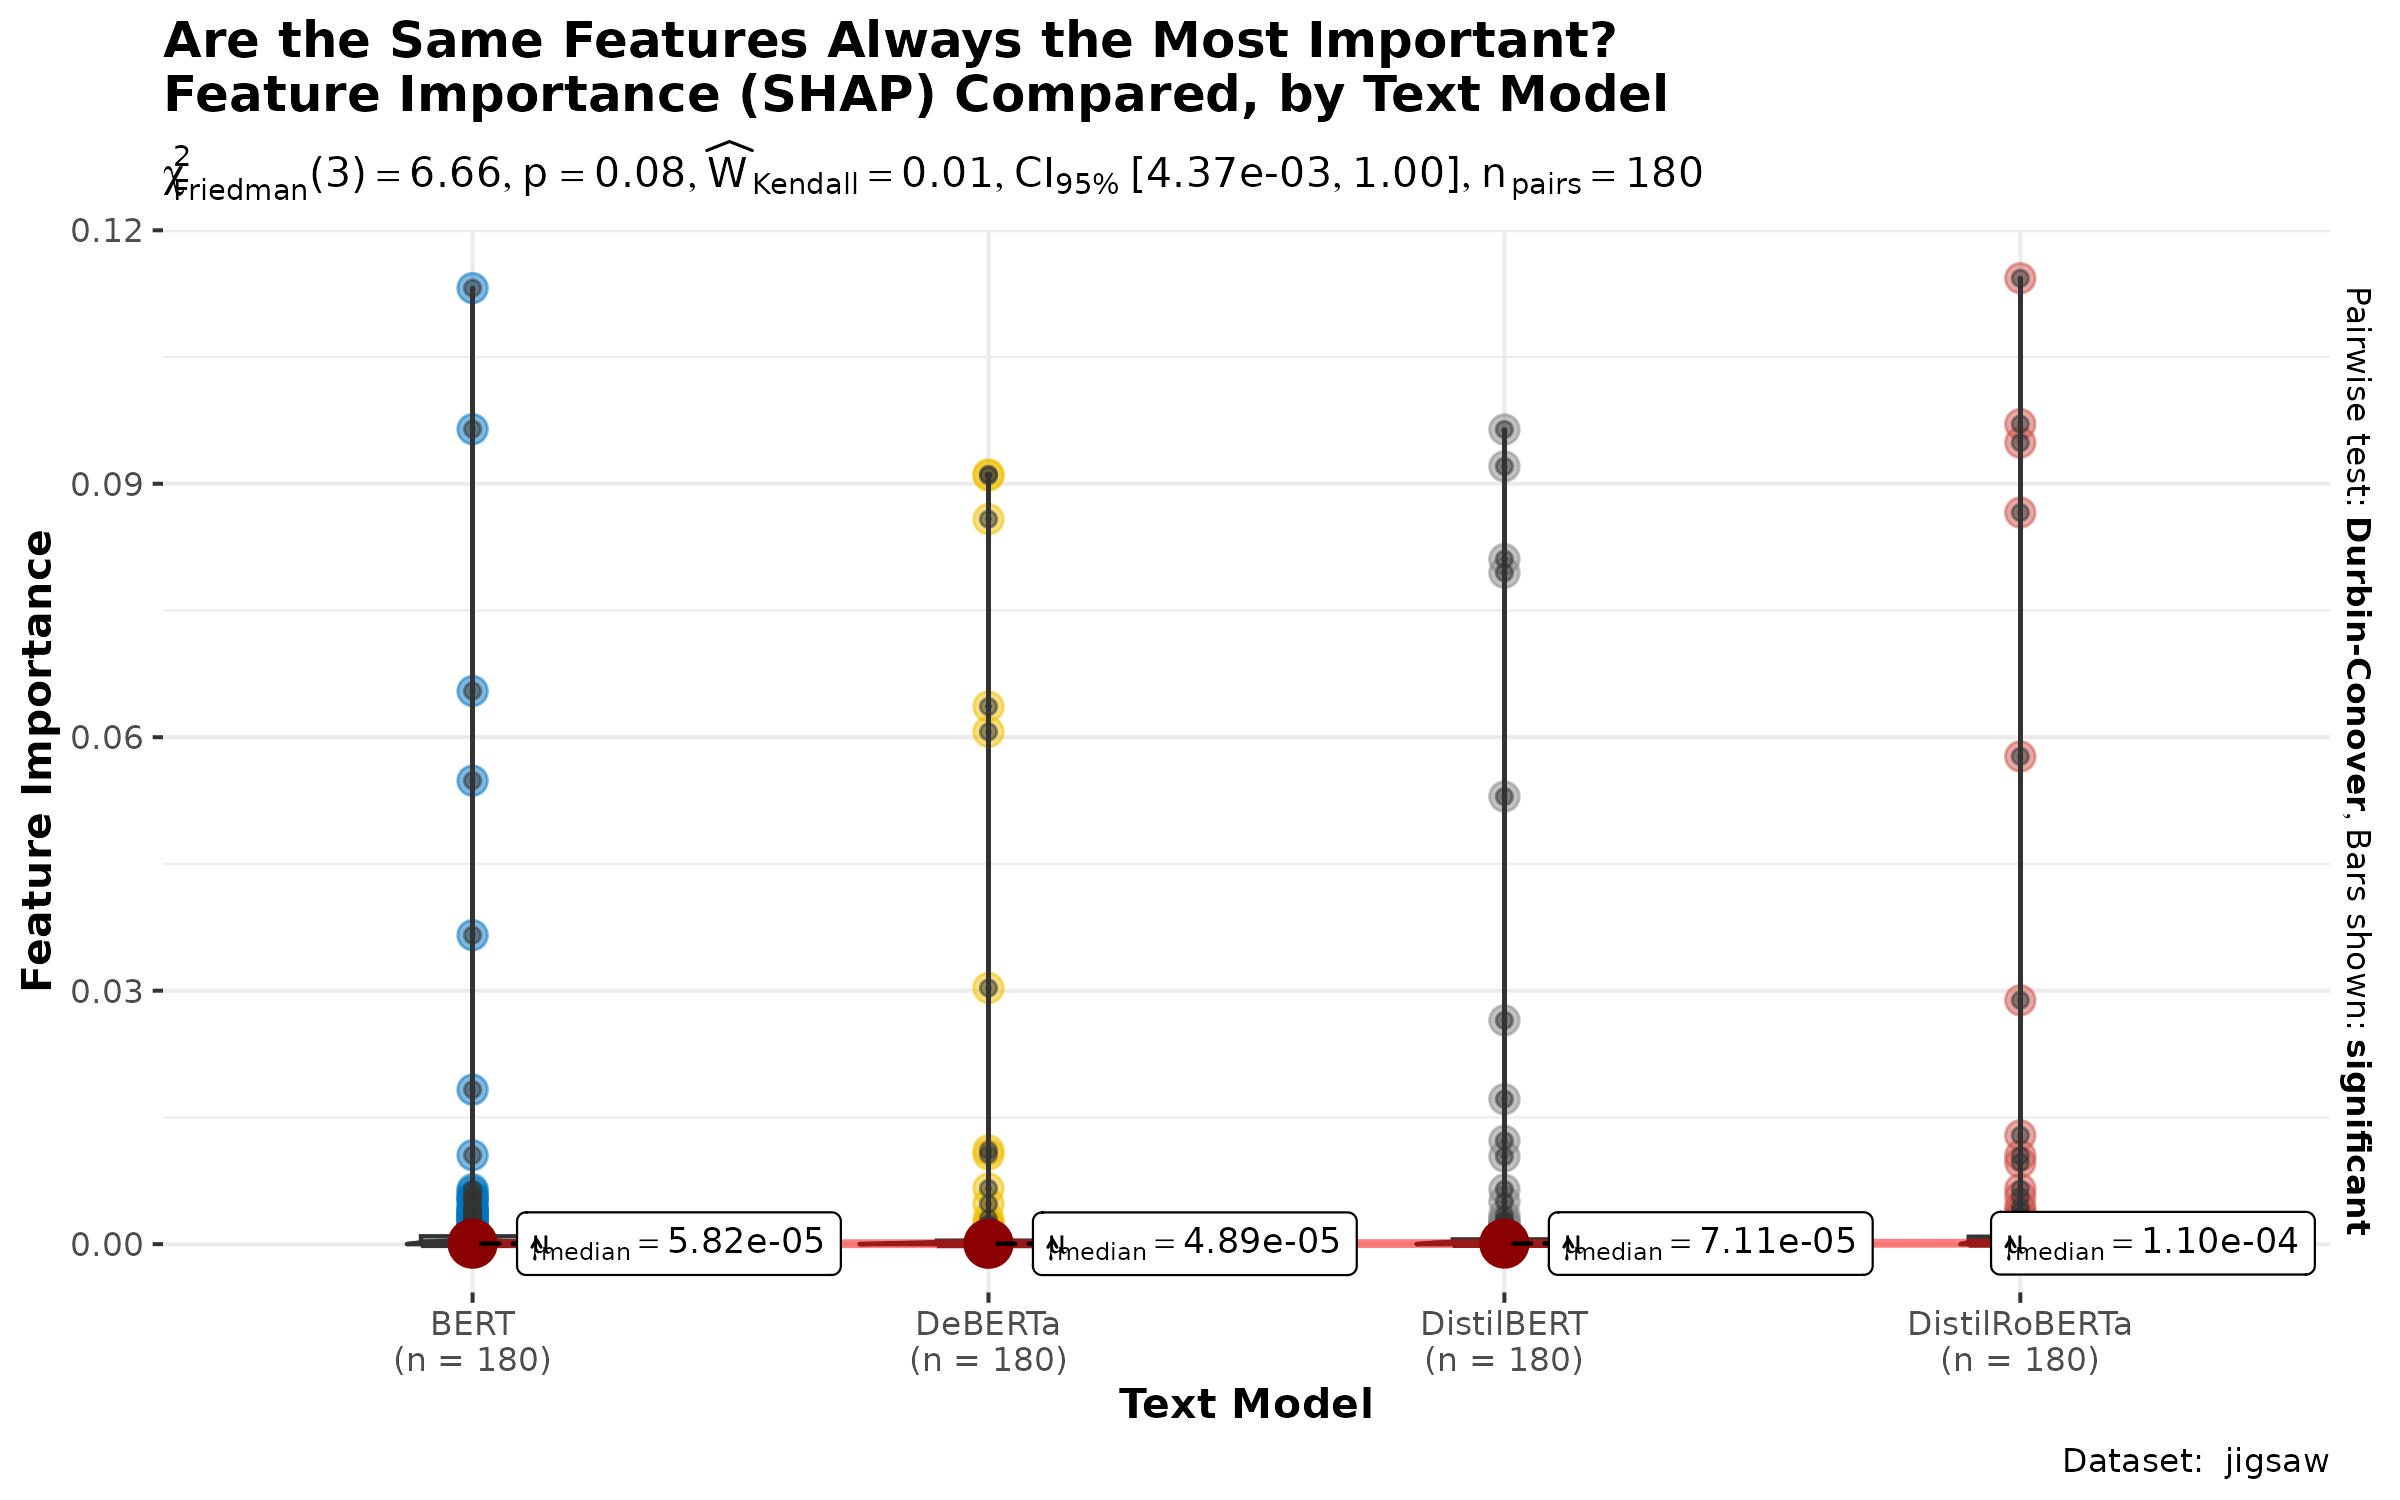 Are the Same Features Always the Most Important?
Feature Importance (SHAP) Compared, by Text Model
χ²Friedman(3) = 6.66, p = 0.08, ŴKendall = 0.01, CI95% [4.37e-03, 1.00], npairs = 180
Feature Importance
0.12
0.09
0.06
0.03
0.00
μ̂median = 5.82e-05
μ̂median = 4.89e-05
μ̂median = 7.11e-05
μ̂median = 1.10e-04
Pairwise test: Durbin-Conover, Bars shown: significant
BERT
(n = 180)
DeBERTa
(n = 180)
DistilBERT
(n = 180)
DistilRoBERTa
(n = 180)
Text Model
Dataset: jigsaw